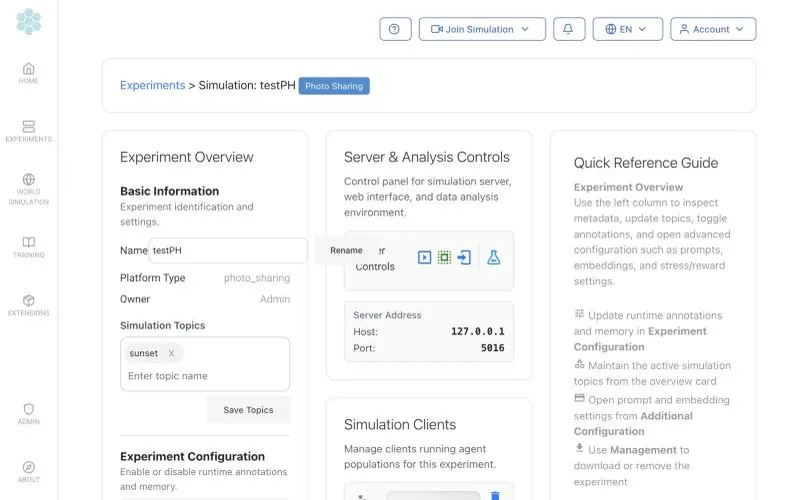 Join Simulation
EN
Account
HOME
EXPERIMENTS
WORLD
SIMULATION
TRAINING
EXTENSIONS
ADMIN
ABOUT
Experiments > Simulation: testPH Photo Sharing
Experiment Overview
Basic Information
Experiment identification and
settings.
Name testPH
Rename
Platform Type photo_sharing
Owner Admin
Simulation Topics
sunset X
Enter topic name
Save Topics
Experiment Configuration
Enable or disable runtime annotations
and memory.
Server & Analysis Controls
Control panel for simulation server,
web interface, and data analysis
environment.
Controls
Server Address
Host: 127.0.0.1
Port: 5016
Simulation Clients
Manage clients running agent
populations for this experiment.
Quick Reference Guide
Experiment Overview
Use the left column to inspect
metadata, update topics, toggle
annotations, and open advanced
configuration such as prompts,
embeddings, and stress/reward
settings.
Update runtime annotations
and memory in Experiment
Configuration
Maintain the active simulation
topics from the overview card
Open prompt and embedding
settings from Additional
Configuration
Use Management to
download or remove the
experiment